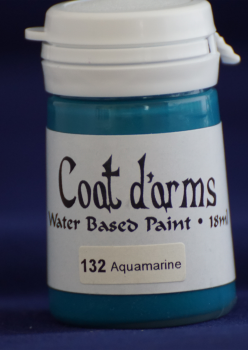 Coat d'arms
Water Based Paint • 18ml
132 Aquamarine